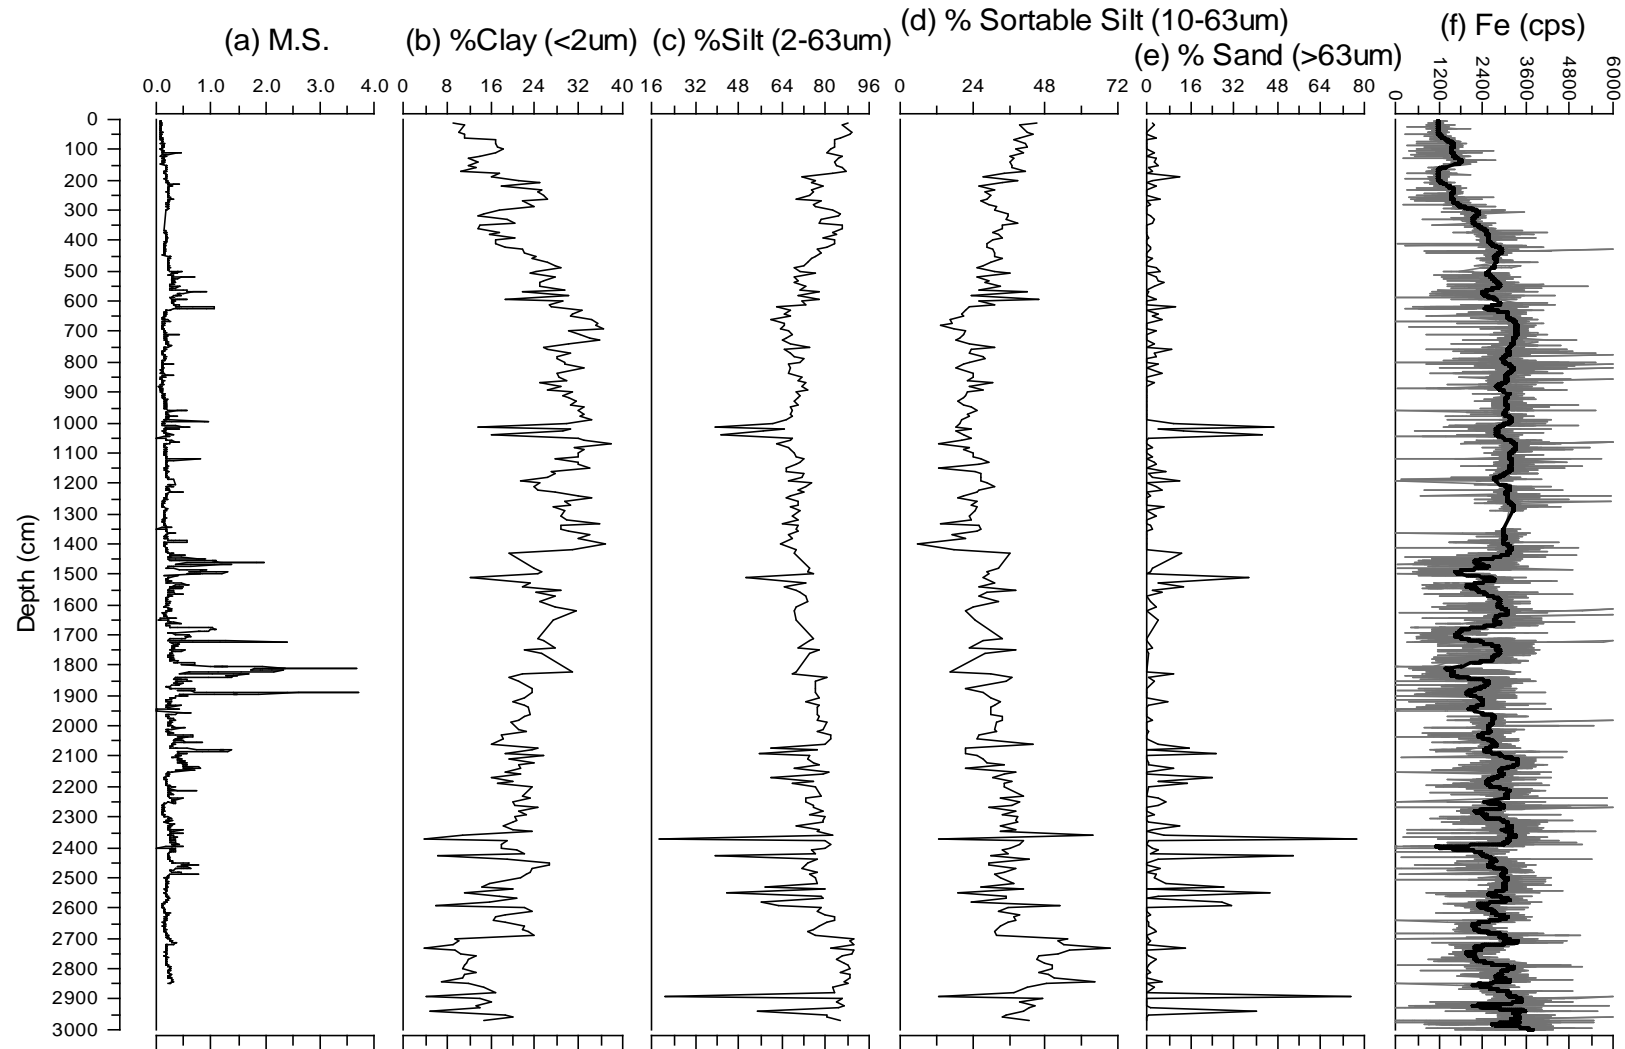 (a) M.S.
(b) %Clay (<2um)
(c) %Silt (2-63um)
(d) % Sortable Silt (10-63um)
(e) % Sand (>63um)
(f) Fe (cps)
0.0 1.0 2.0 3.0 4.0
0 8 16 24 32 40
16 32 48 64 80 96
0 24 48 72
0 16 32 48 64 80
0 1200 2400 3600 4800 6000
Depth (cm)
0
100
200
300
400
500
600
700
800
900
1000
1100
1200
1300
1400
1500
1600
1700
1800
1900
2000
2100
2200
2300
2400
2500
2600
2700
2800
2900
3000